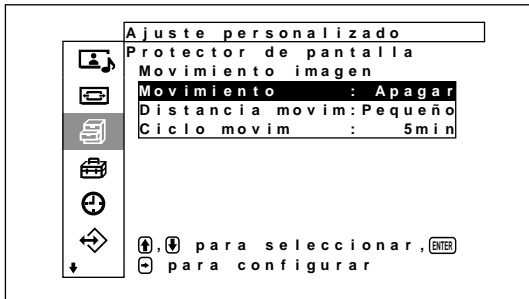 Ajuste personalizado
Protector de pantalla
Movimiento imagen
Movimiento : Apagar
Distancia movim:Pequeño
Ciclo movim : 5min
, para seleccionar, ENTER
para configurar